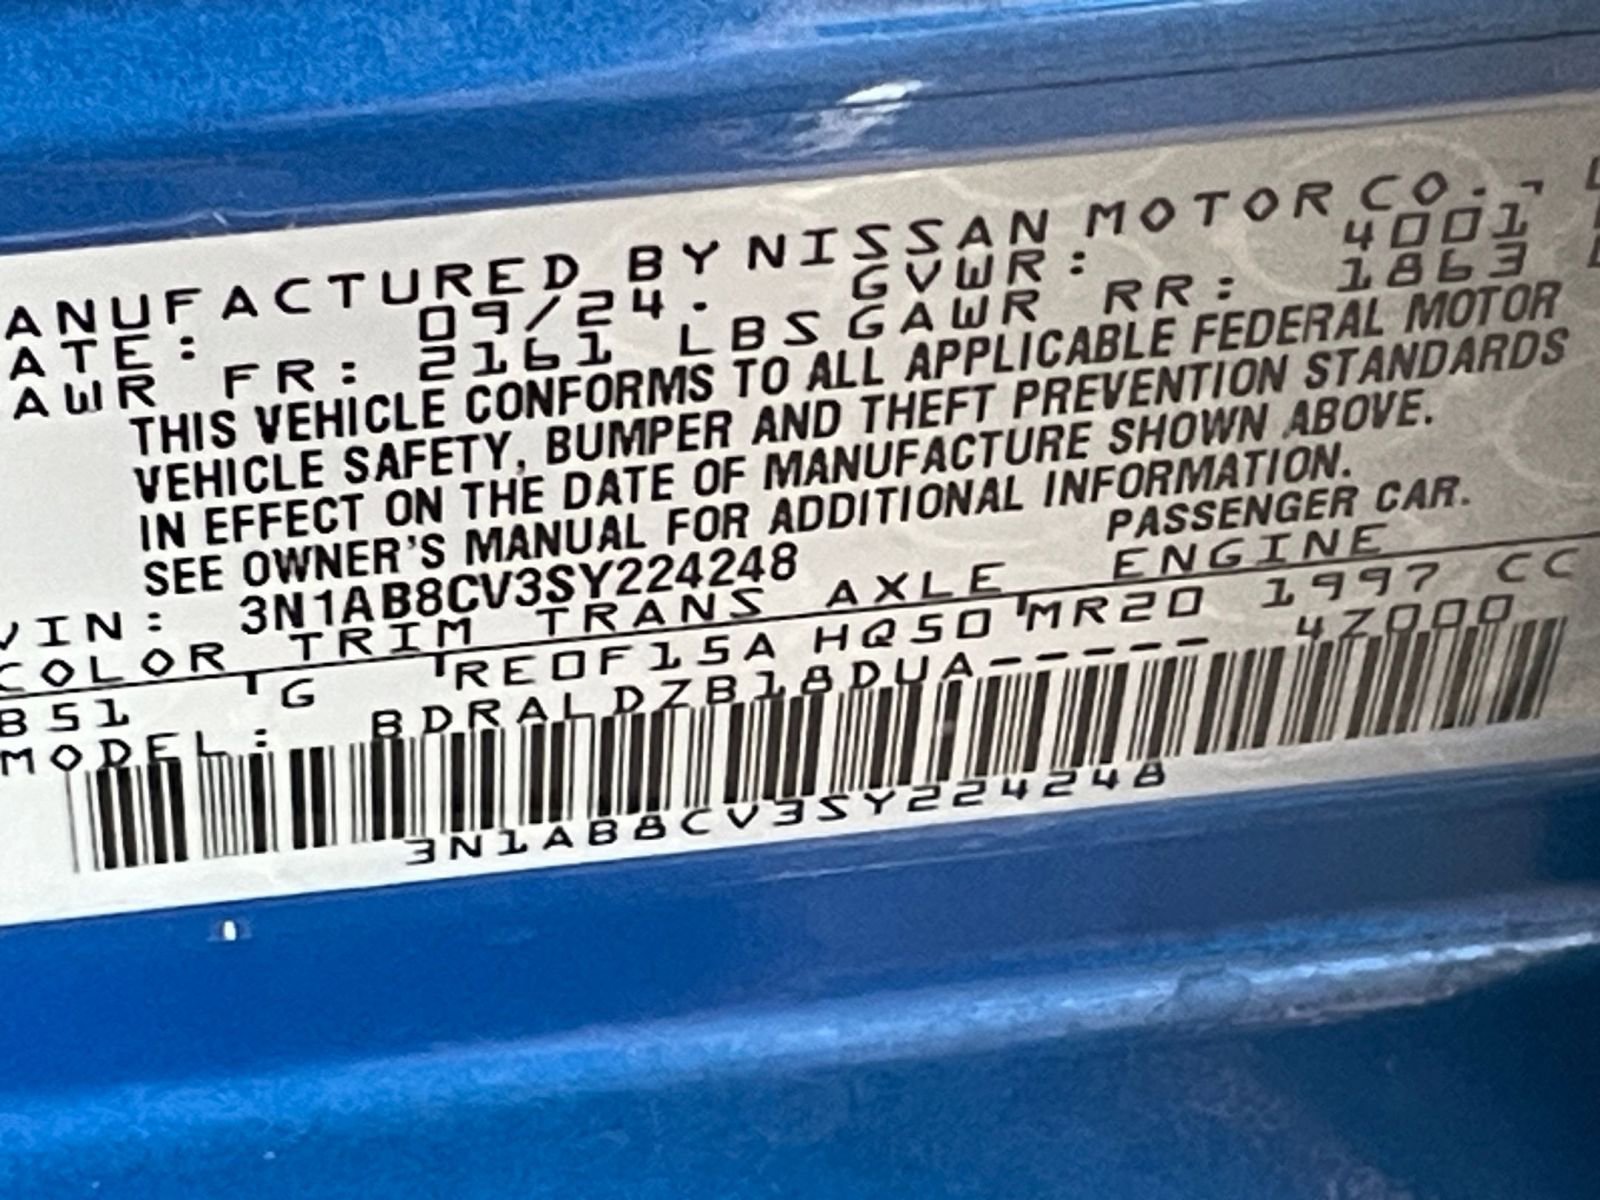 ANUFACTURED BY NISSAN MOTOR CO.,
ATE: 09/24. GVWR: 4001
AWR FR: 2161 LBS GAWR RR: 1863
THIS VEHICLE CONFORMS TO ALL APPLICABLE FEDERAL MOTOR
VEHICLE SAFETY, BUMPER AND THEFT PREVENTION STANDARDS
IN EFFECT ON THE DATE OF MANUFACTURE SHOWN ABOVE.
SEE OWNER'S MANUAL FOR ADDITIONAL INFORMATION.
VIN: 3N1AB8CV3SY224248 PASSENGER CAR.
COLOR TRIM TRANS AXLE ENGINE
B51 G RE0F15A HQ50 MR20 1997 CC
MODEL: BDRALDZB18DUA----- 4Z000
3N1AB8CV3SY224248